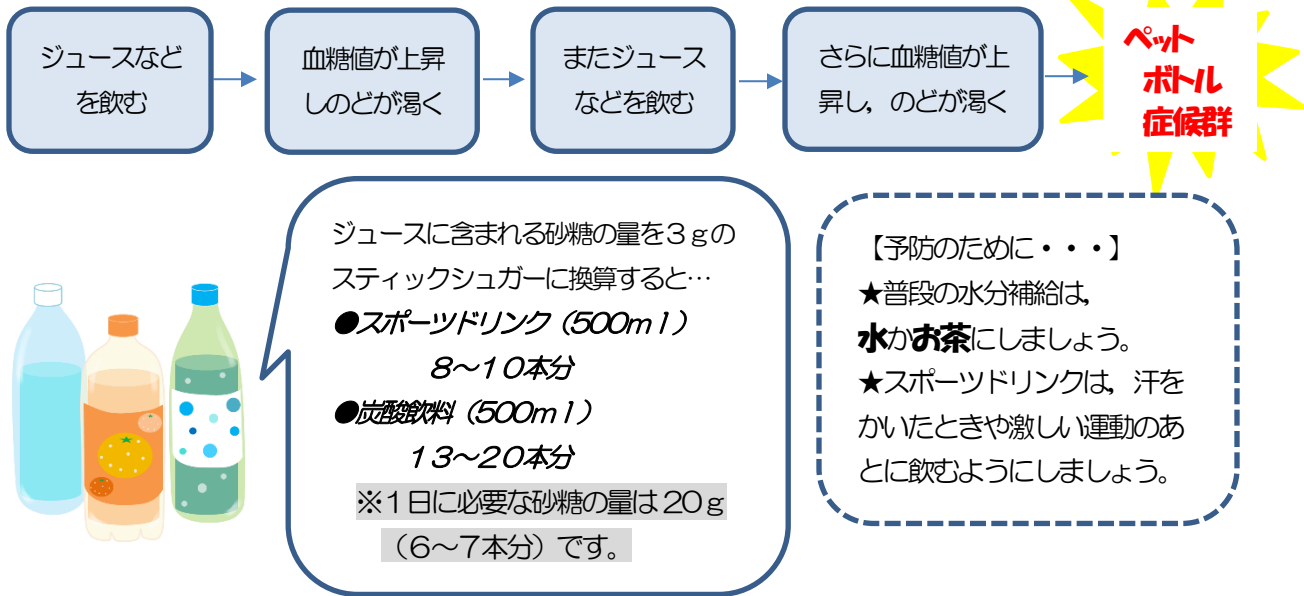 ジュースなど
を飲む
血糖値が上昇
しのどが渇く
またジュース
などを飲む
さらに血糖値が上
昇し，のどが渇く
ペット
ボトル
症候群
ジュースに含まれる砂糖の量を３ｇの
スティックシュガーに換算すると…
●スポーツドリンク（500ｍｌ）
８～１０本分
●炭酸飲料（500ｍｌ）
１３～２０本分
※１日に必要な砂糖の量は 20ｇ
（６～７本分）です。
【予防のために・・・】
★普段の水分補給は，
水かお茶にしましょう。
★スポーツドリンクは，汗を
かいたときや激しい運動のあ
とに飲むようにしましょう。